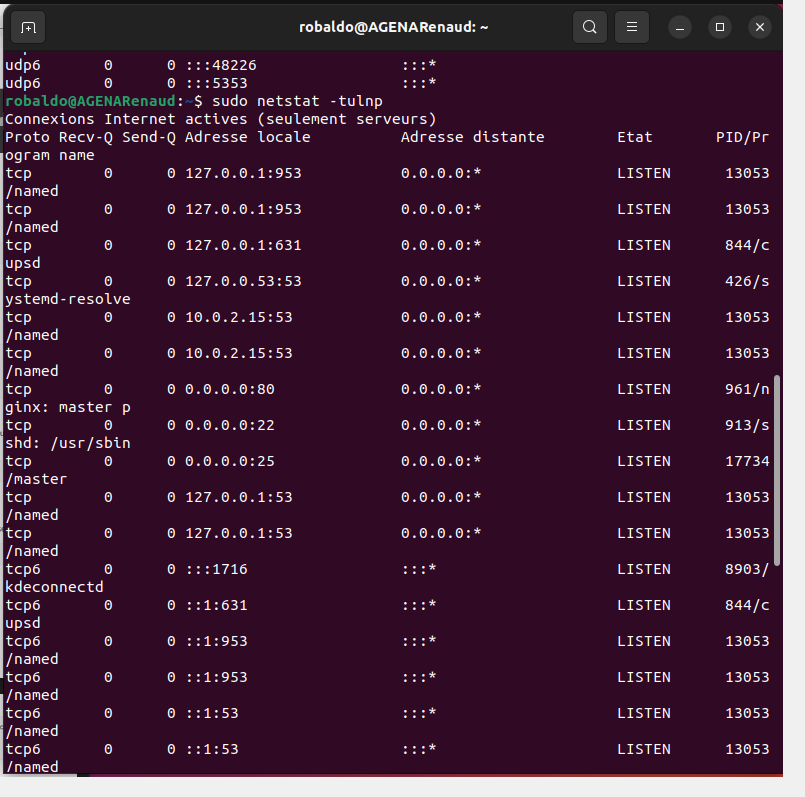 robaldo@AGENARenaud: ~
udp6       0      0 :::48226                :::*
udp6       0      0 :::5353                 :::*
robaldo@AGENARenaud:~$ sudo netstat -tulnp
Connexions Internet actives (seulement serveurs)
Proto Recv-Q Send-Q Adresse locale          Adresse distante        Etat       PID/Pr
ogram name
tcp        0      0 127.0.0.1:953           0.0.0.0:*               LISTEN      13053
/named
tcp        0      0 127.0.0.1:953           0.0.0.0:*               LISTEN      13053
/named
tcp        0      0 127.0.0.1:631           0.0.0.0:*               LISTEN      844/c
upsd
tcp        0      0 127.0.0.53:53           0.0.0.0:*               LISTEN      426/s
ystemd-resolve
tcp        0      0 10.0.2.15:53            0.0.0.0:*               LISTEN      13053
/named
tcp        0      0 10.0.2.15:53            0.0.0.0:*               LISTEN      13053
/named
tcp        0      0 0.0.0.0:80              0.0.0.0:*               LISTEN      961/n
ginx: master p
tcp        0      0 0.0.0.0:22              0.0.0.0:*               LISTEN      913/s
shd: /usr/sbin
tcp        0      0 0.0.0.0:25              0.0.0.0:*               LISTEN      17734
/master
tcp        0      0 127.0.0.1:53            0.0.0.0:*               LISTEN      13053
/named
tcp        0      0 127.0.0.1:53            0.0.0.0:*               LISTEN      13053
/named
tcp6       0      0 :::1716                 :::*                    LISTEN      8903/
kdeconnectd
tcp6       0      0 ::1:631                 :::*                    LISTEN      844/c
upsd
tcp6       0      0 ::1:953                 :::*                    LISTEN      13053
/named
tcp6       0      0 ::1:953                 :::*                    LISTEN      13053
/named
tcp6       0      0 ::1:53                  :::*                    LISTEN      13053
/named
tcp6       0      0 ::1:53                  :::*                    LISTEN      13053
/named